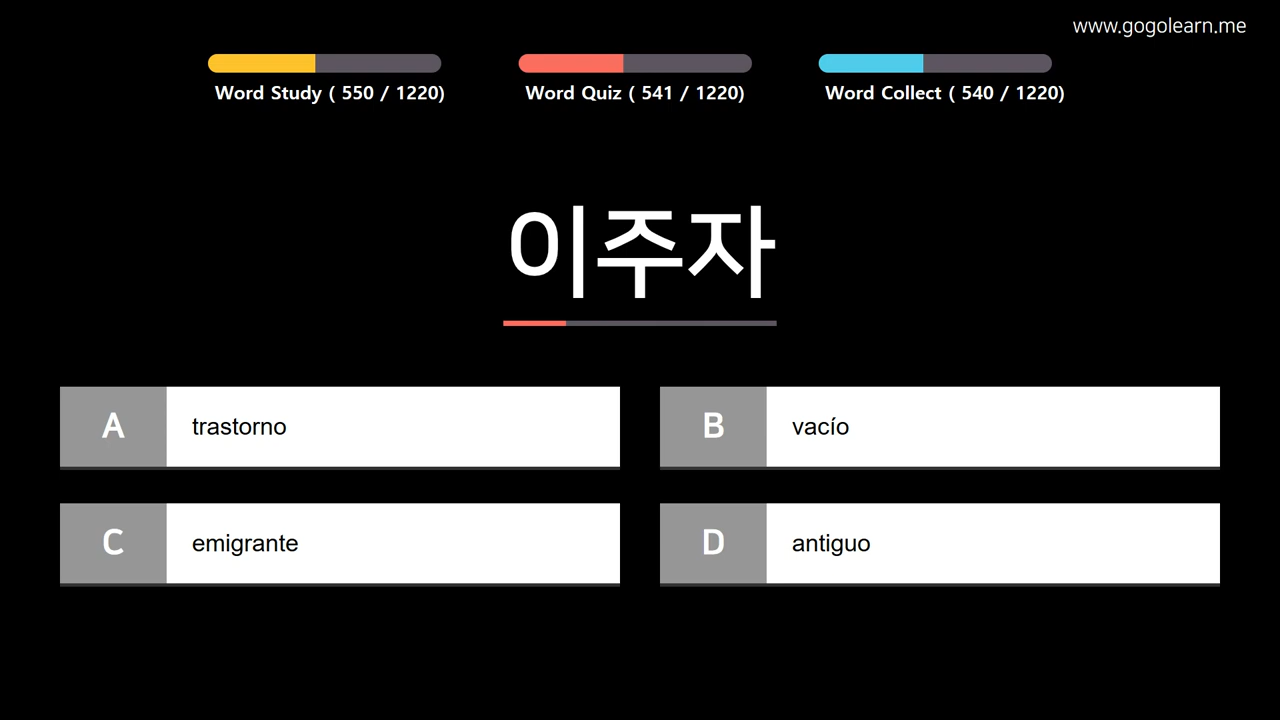 www.gogolearn.me
Word Study ( 550 / 1220)
Word Quiz ( 541 / 1220)
Word Collect ( 540 / 1220)
이주자
A trastorno
B vacío
C emigrante
D antiguo